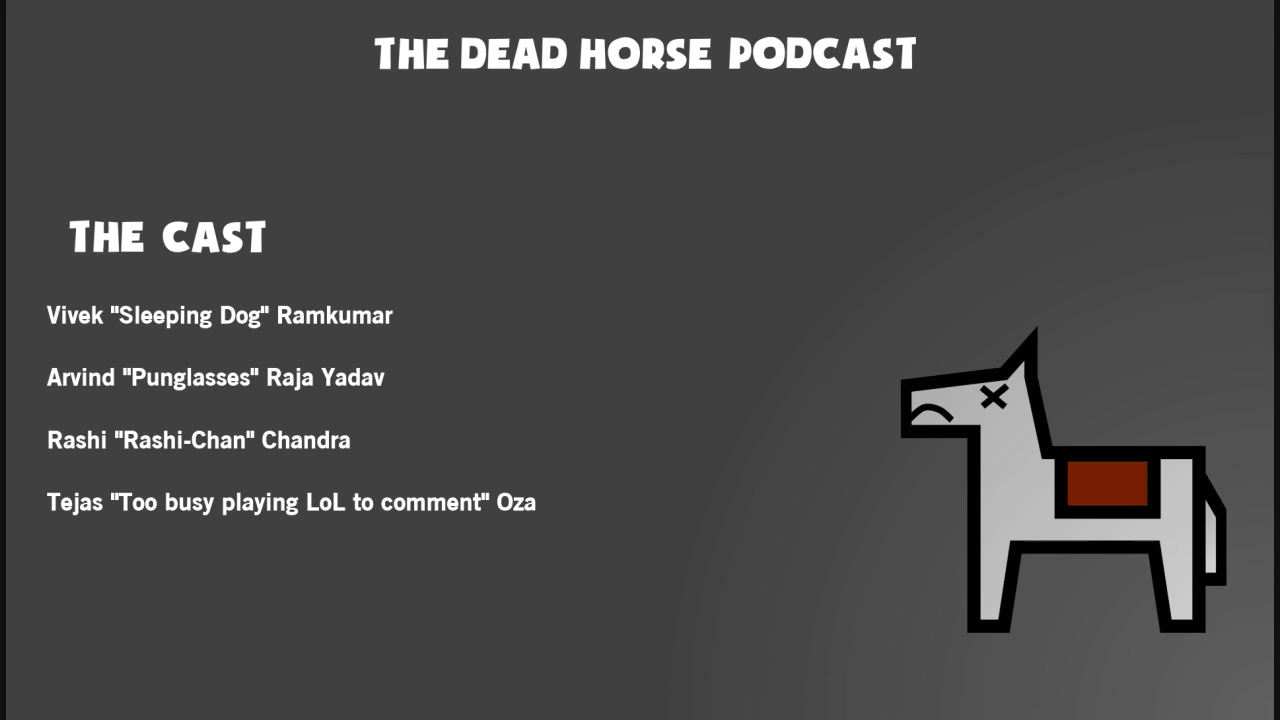 THE DEAD HORSE PODCAST
THE CAST
Vivek "Sleeping Dog" Ramkumar
Arvind "Punglasses" Raja Yadav
Rashi "Rashi-Chan" Chandra
Tejas "Too busy playing LoL to comment" Oza